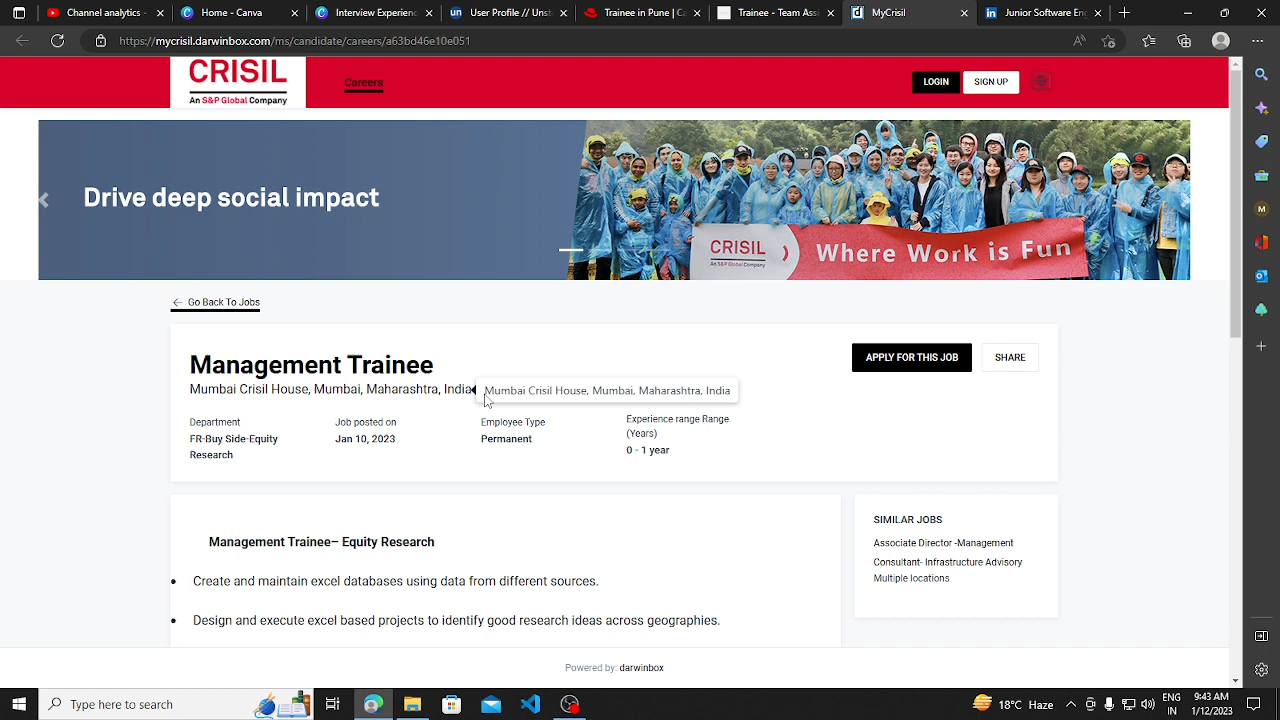 Career
Home - Canva
Interview Experienc
User Profile // Unst
Trainee in Pune | Ca
Trainee - Team Assi
MyCrisil
Junior Software Eng
https://mycrisil.darwinbox.com/ms/candidate/a63bd46e10e051
CRISIL
An S&P Global Company
Careers
LOGIN
SIGN UP
Drive deep social impact
CRISIL
An S&P Global Company
Where Work is Fun
Go Back To Jobs
Management Trainee
Mumbai Crisil House, Mumbai, Maharashtra, India
Mumbai Crisil House, Mumbai, Maharashtra, India
APPLY FOR THIS JOB
SHARE
Department
FR-Buy Side-Equity
Research
Job posted on
Jan 10, 2023
Employee Type
Permanent
Experience range Range
(Years)
0 - 1 year
Management Trainee– Equity Research
• Create and maintain excel databases using data from different sources.
• Design and execute excel based projects to identify good research ideas across geographies.
SIMILAR JOBS
Associate Director -Management
Consultant- Infrastructure Advisory
Multiple locations
Powered by: darwinbox
Type here to search
18°C Haze
ENG
IN
9:43 AM
1/12/2023